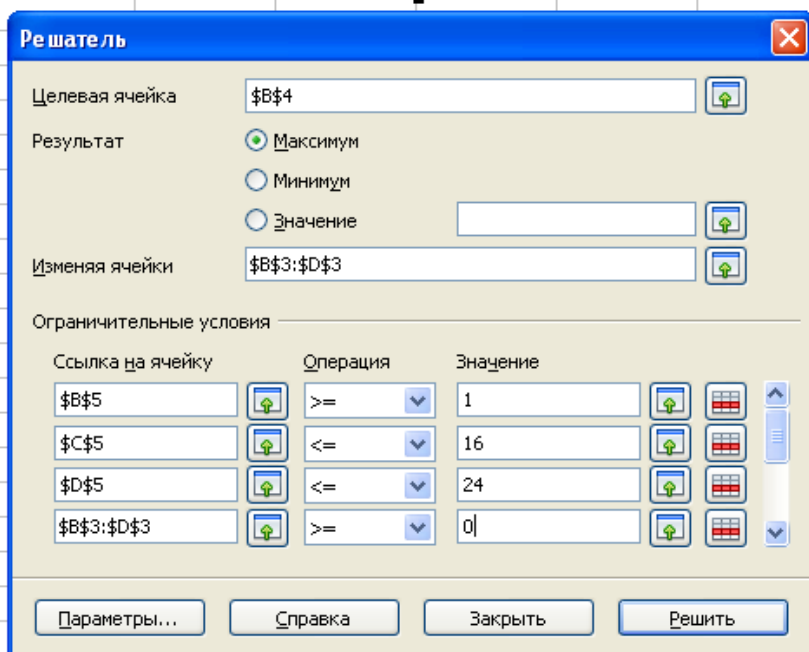 Решатель
Целевая ячейка $B$4
Результат Максимум
Минимум
Значение
Изменяя ячейки $B$3:$D$3
Ограничительные условия
Ссылка на ячейку Операция Значение
$B$5 >= 1
$C$5 <= 16
$D$5 <= 24
$B$3:$D$3 >= 0
Параметры... Справка Закрыть Решить